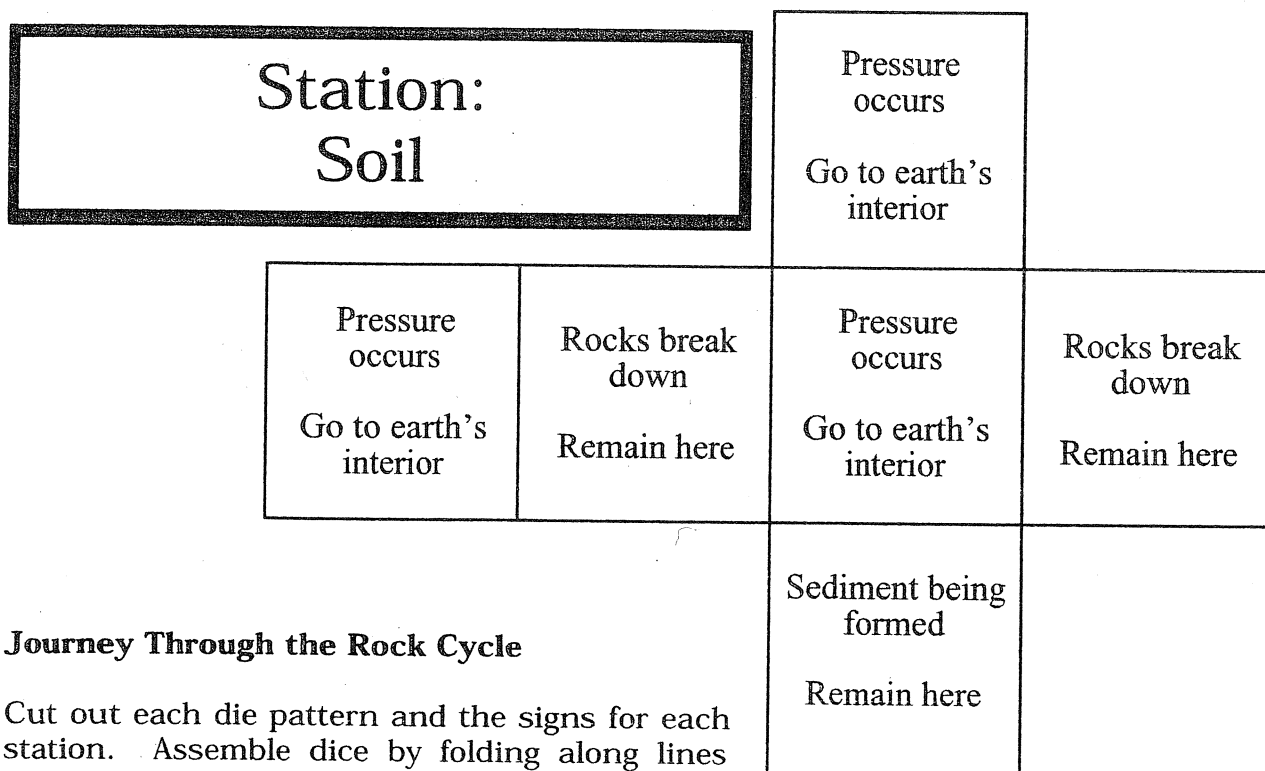 Station:
Soil
Pressure
occurs
Go to earth's
interior
Pressure
occurs
Go to earth's
interior
Rocks break
down
Remain here
Pressure
occurs
Go to earth's
interior
Rocks break
down
Remain here
Sediment being
formed
Remain here
Journey Through the Rock Cycle
Cut out each die pattern and the signs for each
station. Assemble dice by folding along lines